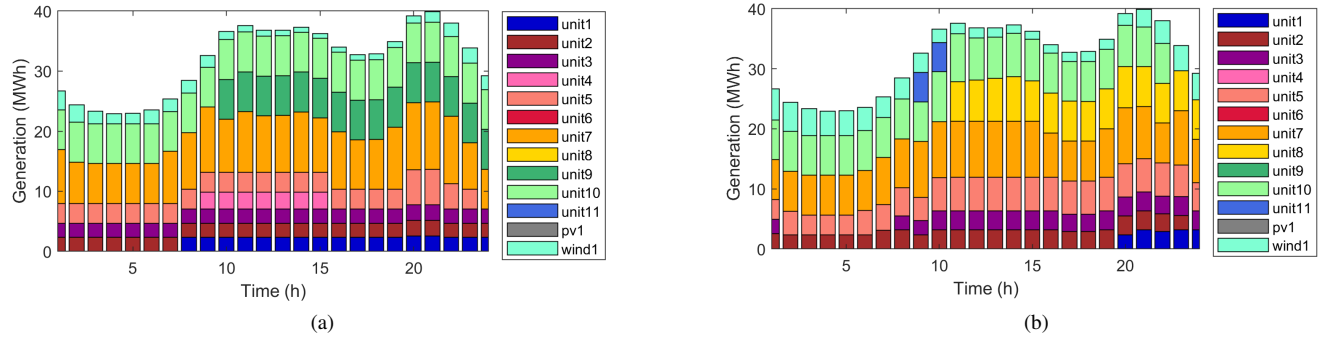 40
30
20
10
0
Generation (MWh)
5
10
15
20
Time (h)
unit1
unit2
unit3
unit4
unit5
unit6
unit7
unit8
unit9
unit10
unit11
pv1
wind1
(a)
40
30
20
10
0
Generation (MWh)
5
10
15
20
Time (h)
unit1
unit2
unit3
unit4
unit5
unit6
unit7
unit8
unit9
unit10
unit11
pv1
wind1
(b)